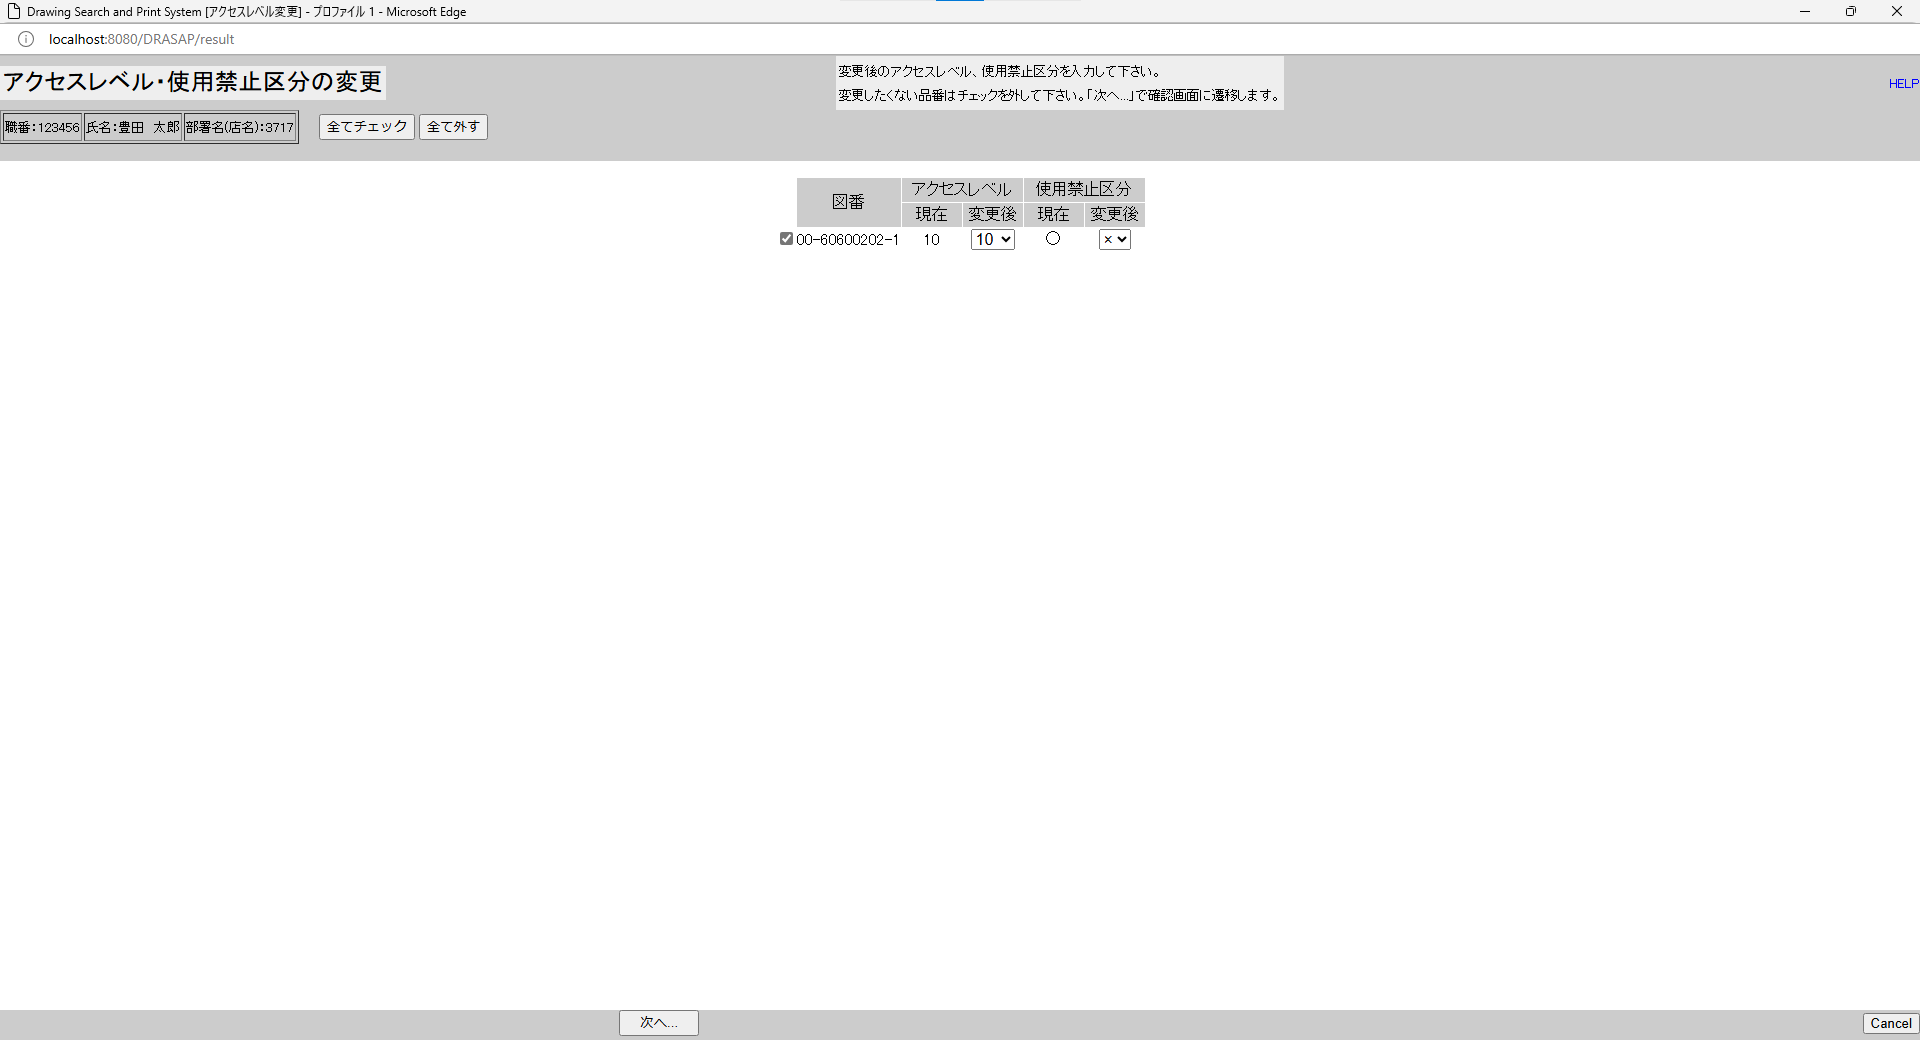 Drawing Search and Print System [アクセスレベル変更] - プロファイル 1 - Microsoft Edge
localhost:8080/DRASAP/result
アクセスレベル・使用禁止区分の変更
変更後のアクセスレベル、使用禁止区分を入力して下さい。
変更したくない品番はチェックを外して下さい。「次へ...」で確認画面に遷移します。
HELP
職番:123456 氏名:豊田　太郎 部署名(店名):3717 全てチェック 全て外す
図番 アクセスレベル 使用禁止区分
現在 変更後 現在 変更後
00-60600202-1 10 10 ○ ×
次へ... Cancel